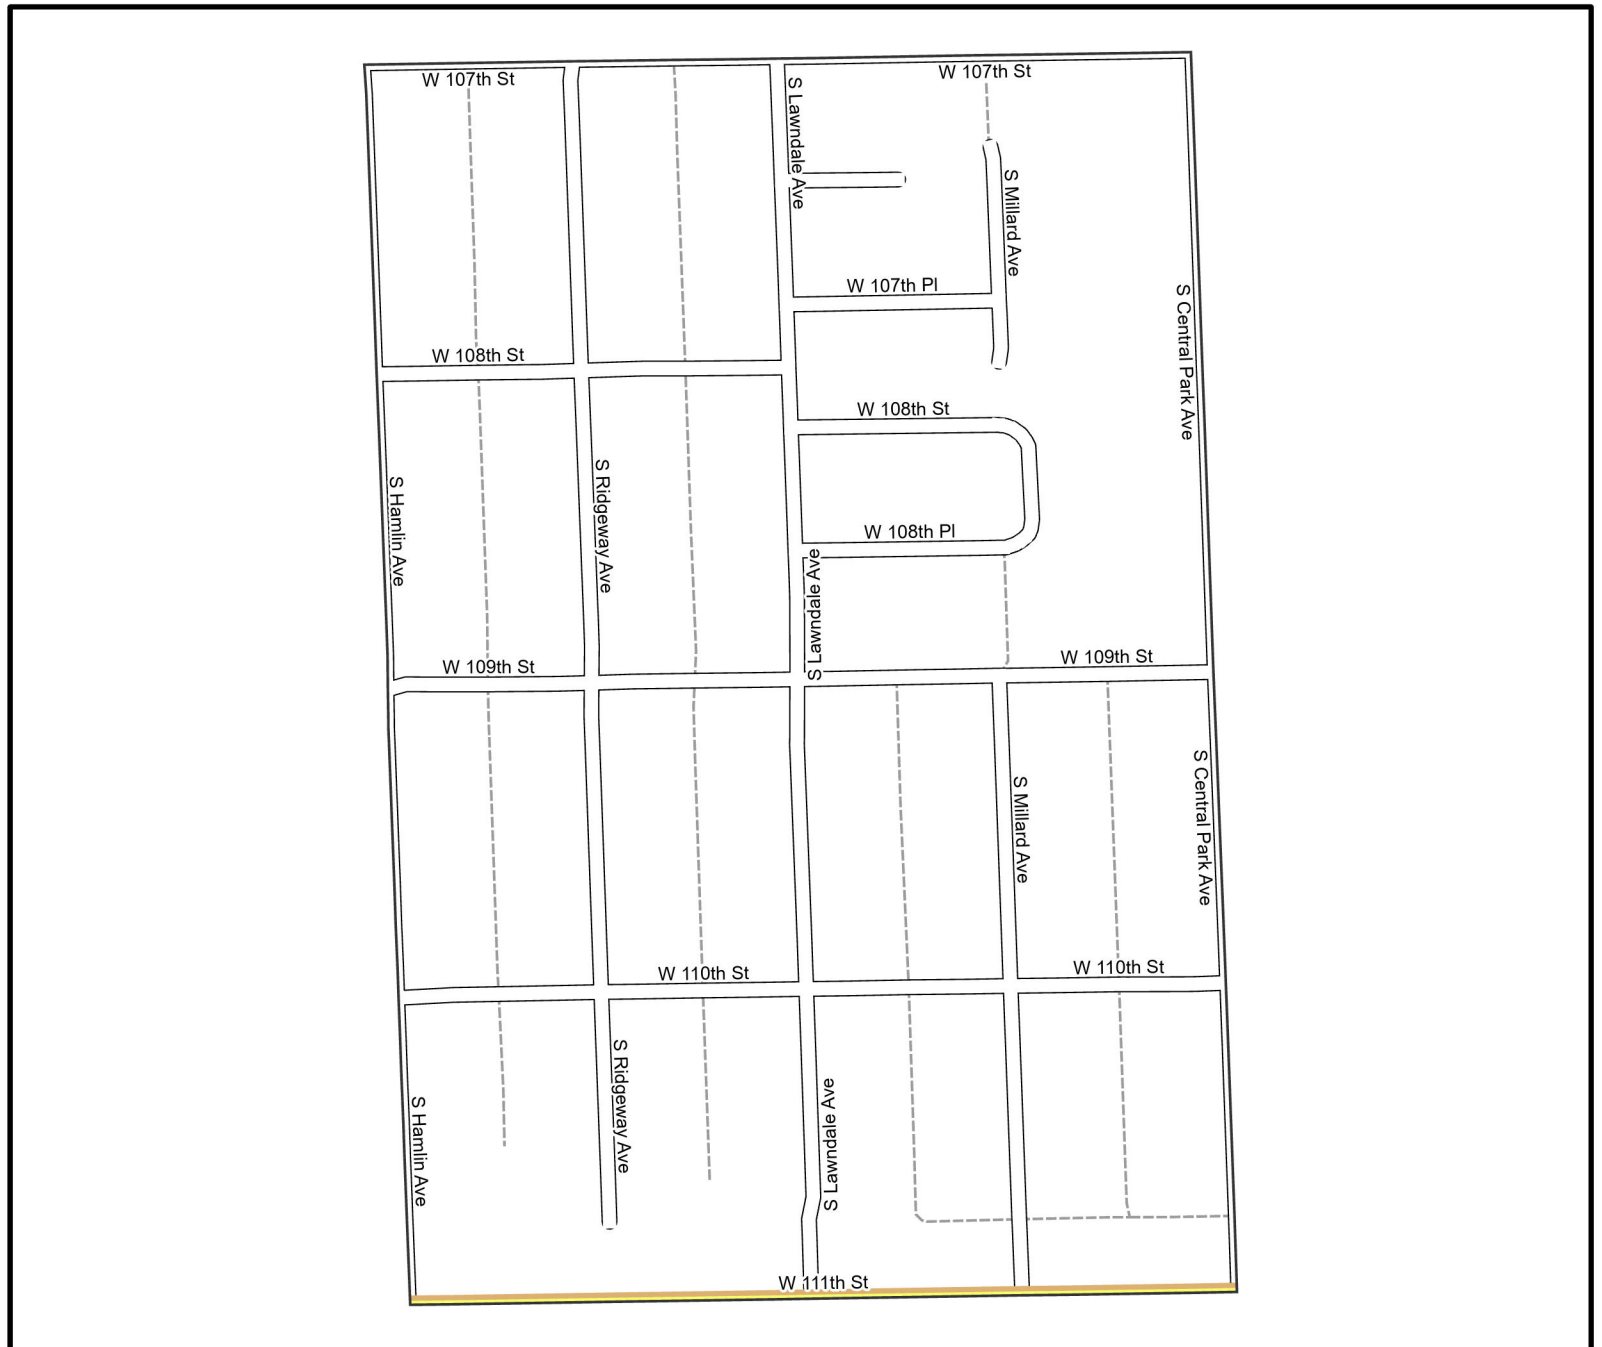 W 107th St
W 107th St
S Lawndale Ave
S Millard Ave
W 107th Pl
S Central Park Ave
W 108th St
W 108th St
S Hamlin Ave
S Ridgeway Ave
W 108th Pl
S Lawndale Ave
W 109th St
W 109th St
S Central Park Ave
S Millard Ave
W 110th St
W 110th St
S Ridgeway Ave
S Hamlin Ave
S Lawndale Ave
W 111th St